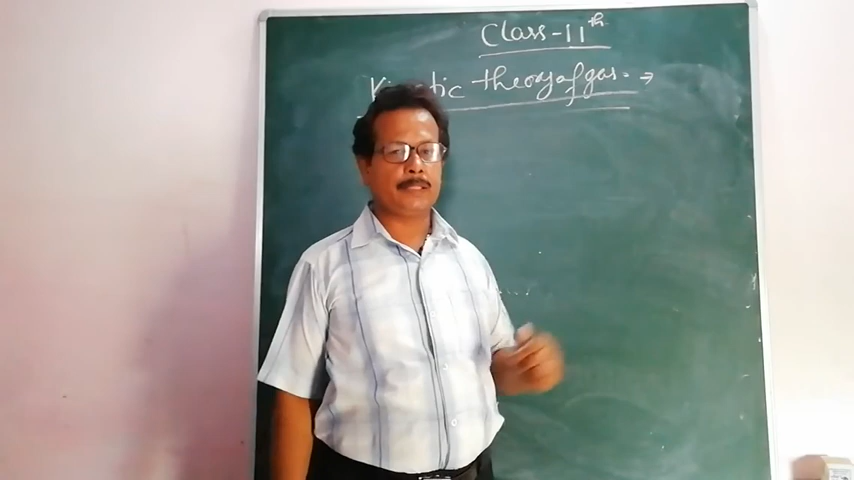 Class-11th
theory of gas. →